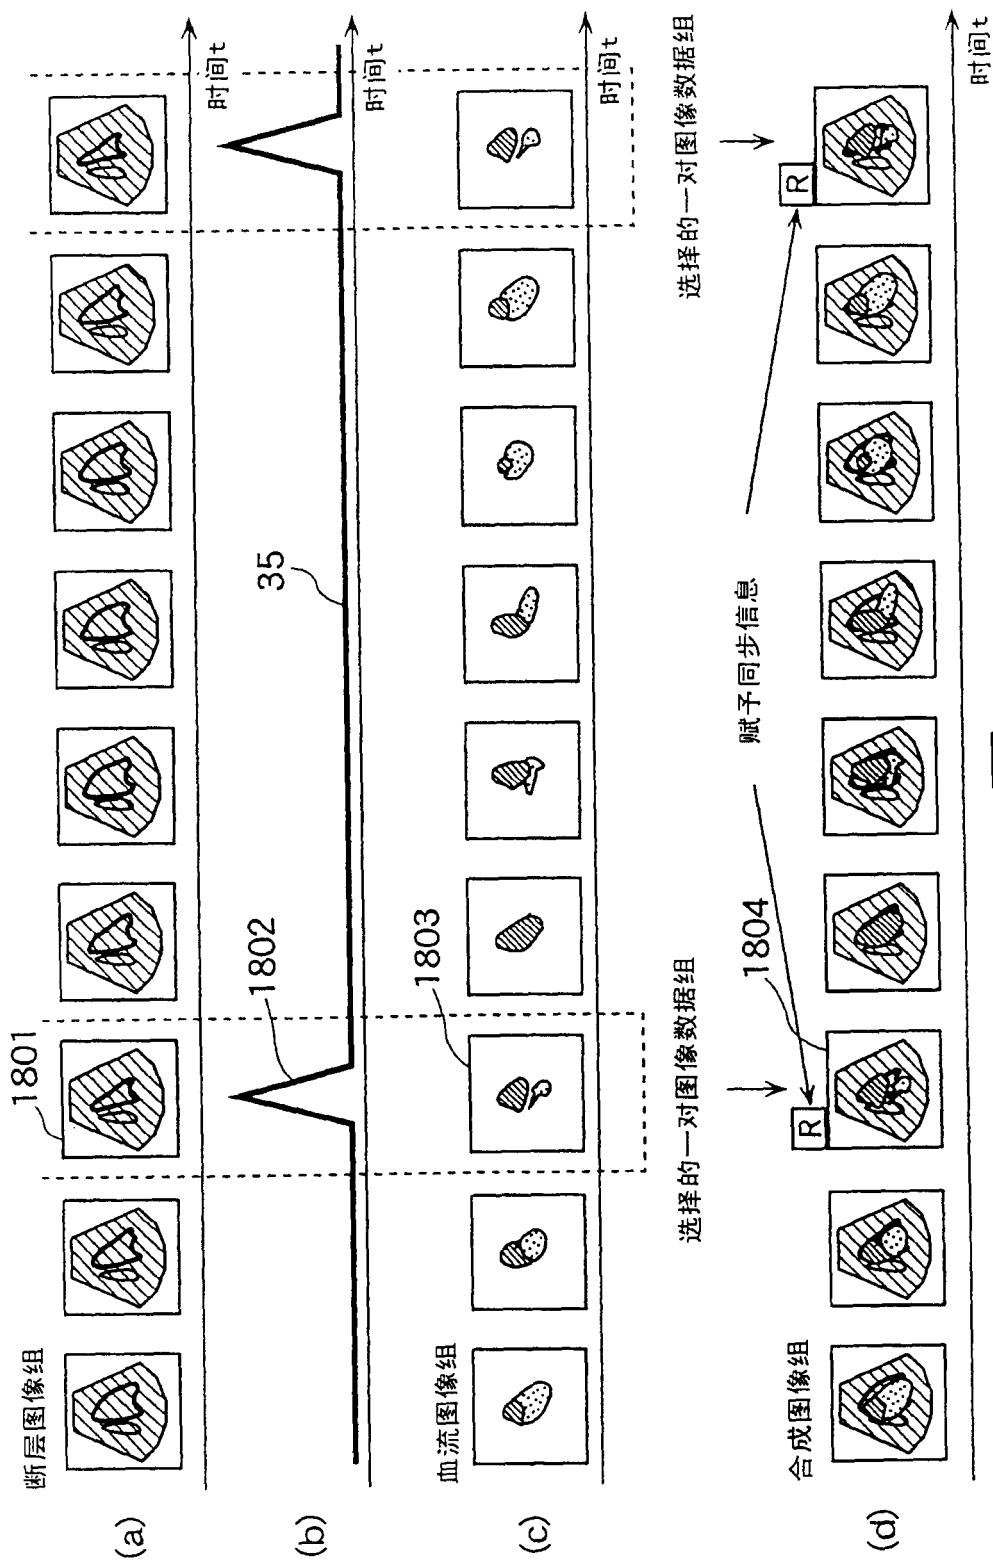 (a)
断层图像组
1801
时间t
(b)
1802
35
时间t
(c)
血流图像组
1803
时间t
选择的一对图像数据组
选择的一对图像数据组
赋予同步信息
(d)
合成图像组
R
1804
R
时间t